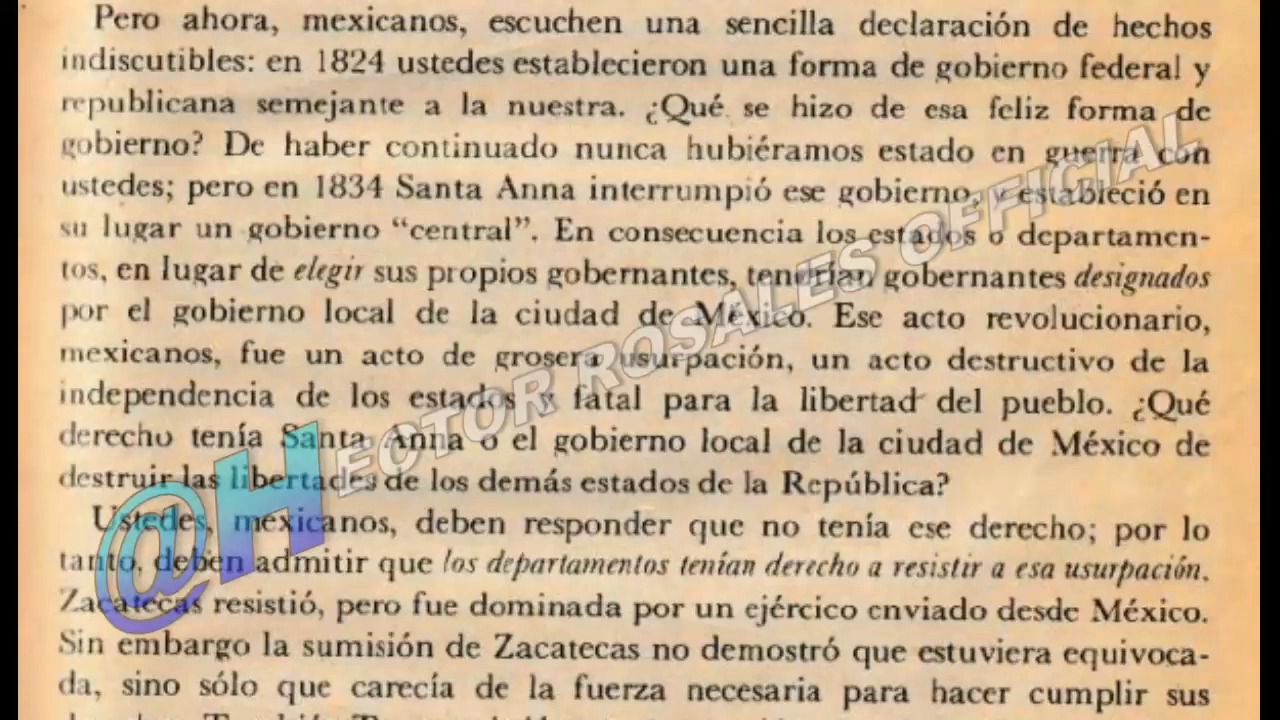 Pero ahora, mexicanos, escuchen una sencilla declaración de hechos
indiscutibles: en 1824 ustedes establecieron una forma de gobierno federal y
republicana semejante a la nuestra. ¿Qué se hizo de esa feliz forma de
gobierno? De haber continuado nunca hubiéramos estado en guerra con
ustedes; pero en 1834 Santa Anna interrumpió ese gobierno, y estableció en
su lugar un gobierno “central”. En consecuencia los estados o departamen-
tos, en lugar de elegir sus propios gobernantes, tendrían gobernantes designados
por el gobierno local de la ciudad de México. Ese acto revolucionario,
mexicanos, fue un acto de grosera usurpación, un acto destructivo de la
independencia de los estados y fatal para la libertad del pueblo. ¿Qué
derecho tenía Santa Anna o el gobierno local de la ciudad de México de
destruir las libertades de los demás estados de la República?
Ustedes, mexicanos, deben responder que no tenía ese derecho; por lo
tanto, deben admitir que los departamentos tenían derecho a resistir a esa usurpación.
Zacatecas resistió, pero fue dominada por un ejércico enviado desde México.
Sin embargo la sumisión de Zacatecas no demostró que estuviera equivoca-
da, sino sólo que carecía de la fuerza necesaria para hacer cumplir sus
@HECTOR ROSALES OFFICIAL